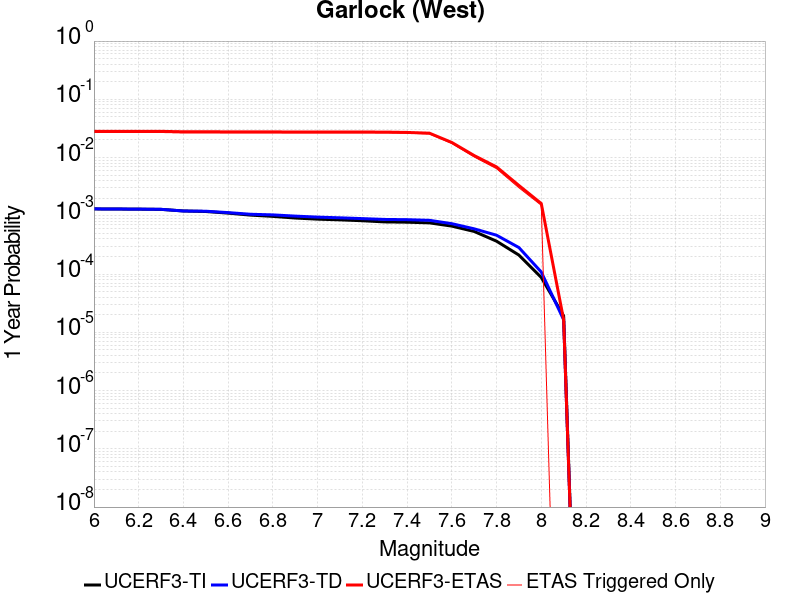 Garlock (West)
1 Year Probability
10^0
10^-1
10^-2
10^-3
10^-4
10^-5
10^-6
10^-7
10^-8
6 6.2 6.4 6.6 6.8 7 7.2 7.4 7.6 7.8 8 8.2 8.4 8.6 8.8 9
Magnitude
UCERF3-TI UCERF3-TD UCERF3-ETAS ETAS Triggered Only